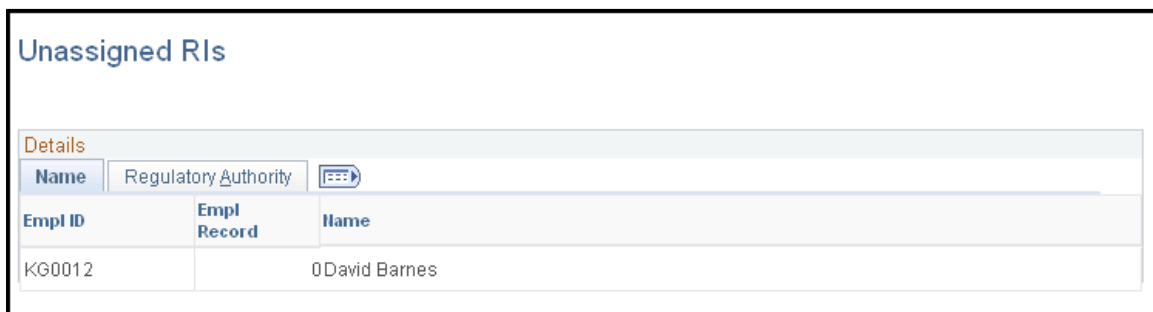 Unassigned RIs
Details
Name Regulatory Authority
Empl ID Empl Record Name
KG0012 0 David Barnes